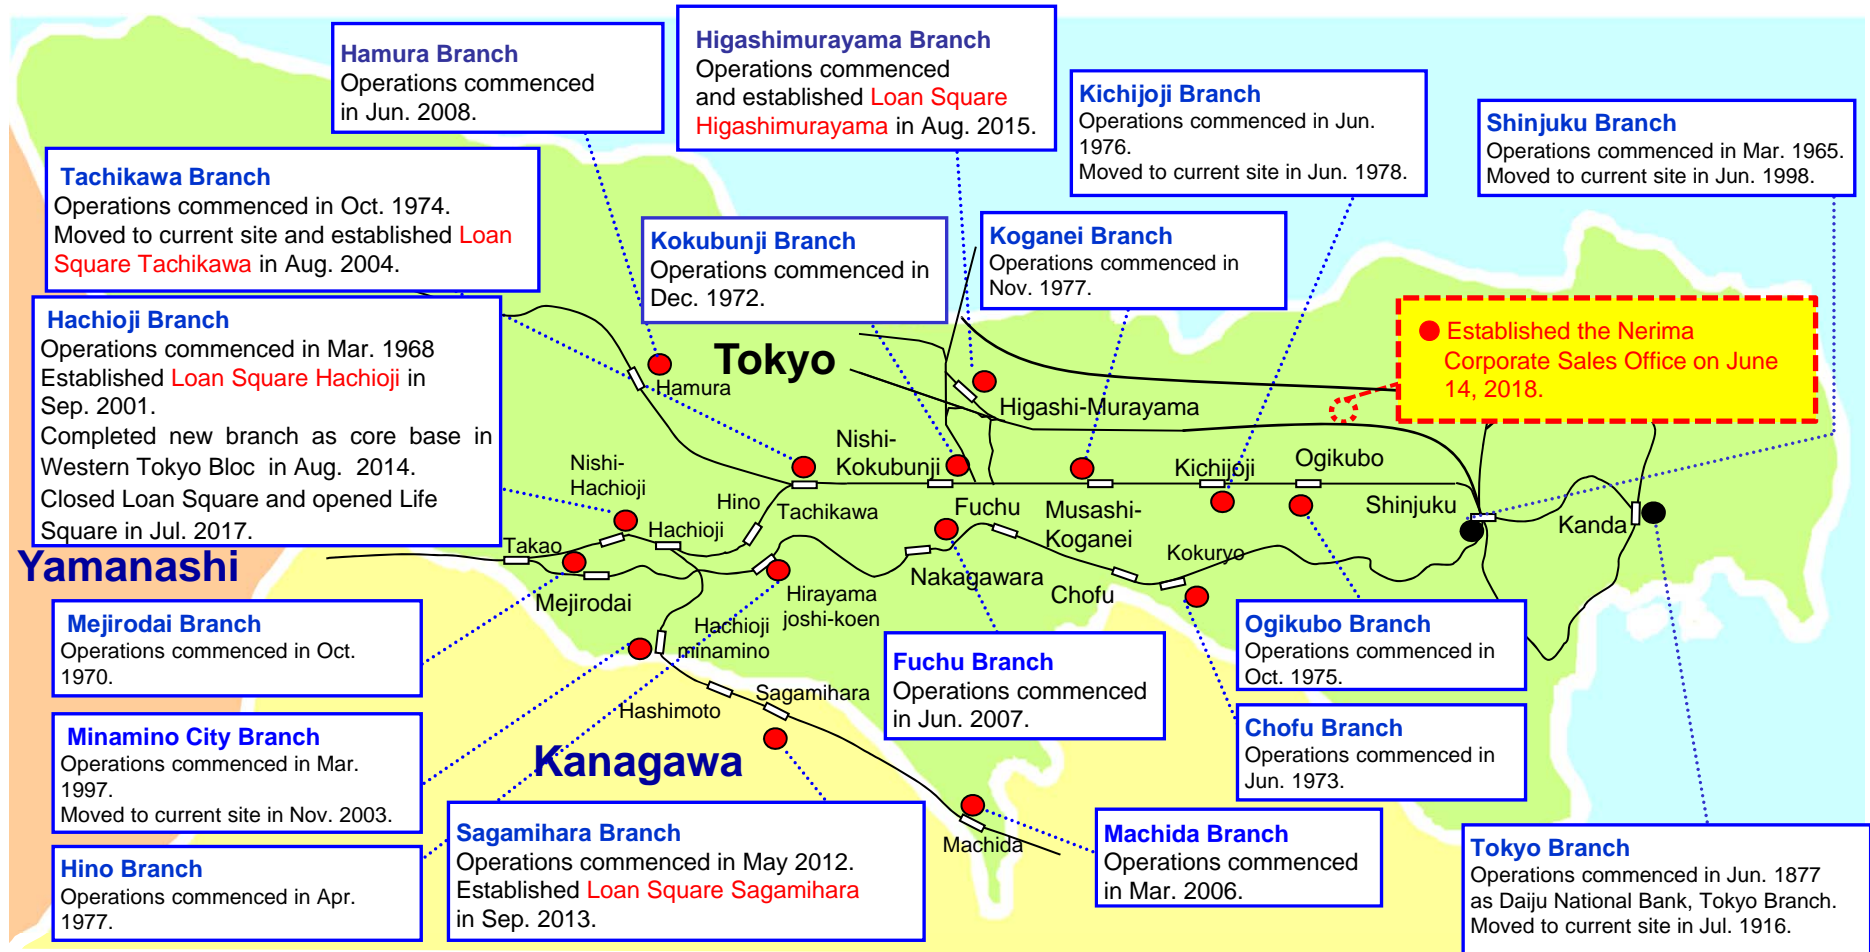 Hamura Branch
Operations commenced
in Jun. 2008.
Higashimurayama Branch
Operations commenced
and established Loan Square
Higashimurayama in Aug. 2015.
Kichijoji Branch
Operations commenced in Jun.
1976.
Moved to current site in Jun. 1978.
Shinjuku Branch
Operations commenced in Mar. 1965.
Moved to current site in Jun. 1998.
Tachikawa Branch
Operations commenced in Oct. 1974.
Moved to current site and established Loan
Square Tachikawa in Aug. 2004.
Kokubunji Branch
Operations commenced in
Dec. 1972.
Koganei Branch
Operations commenced in
Nov. 1977.
Hachioji Branch
Operations commenced in Mar. 1968
Established Loan Square Hachioji in
Sep. 2001.
Completed new branch as core base in
Western Tokyo Bloc in Aug. 2014.
Closed Loan Square and opened Life
Square in Jul. 2017.
Established the Nerima
Corporate Sales Office on June
14, 2018.
Tokyo
Hamura
Higashi-Murayama
Nishi-
Kokubunji
Kichijoji
Ogikubo
Nishi-
Hachioji
Hino
Tachikawa
Fuchu
Musashi-
Koganei
Shinjuku
Kanda
Hachioji
Takao
Yamanashi
Kokuryo
Nakagawara
Chofu
Mejirodai
Hirayama
joshi-koen
Hachioji
minamino
Sagamihara
Hashimoto
Kanagawa
Machida
Mejirodai Branch
Operations commenced in Oct.
1970.
Fuchu Branch
Operations commenced
in Jun. 2007.
Ogikubo Branch
Operations commenced in
Oct. 1975.
Minamino City Branch
Operations commenced in Mar.
1997.
Moved to current site in Nov. 2003.
Chofu Branch
Operations commenced in
Jun. 1973.
Hino Branch
Operations commenced in Apr.
1977.
Sagamihara Branch
Operations commenced in May 2012.
Established Loan Square Sagamihara
in Sep. 2013.
Machida Branch
Operations commenced
in Mar. 2006.
Tokyo Branch
Operations commenced in Jun. 1877
as Daiju National Bank, Tokyo Branch.
Moved to current site in Jul. 1916.